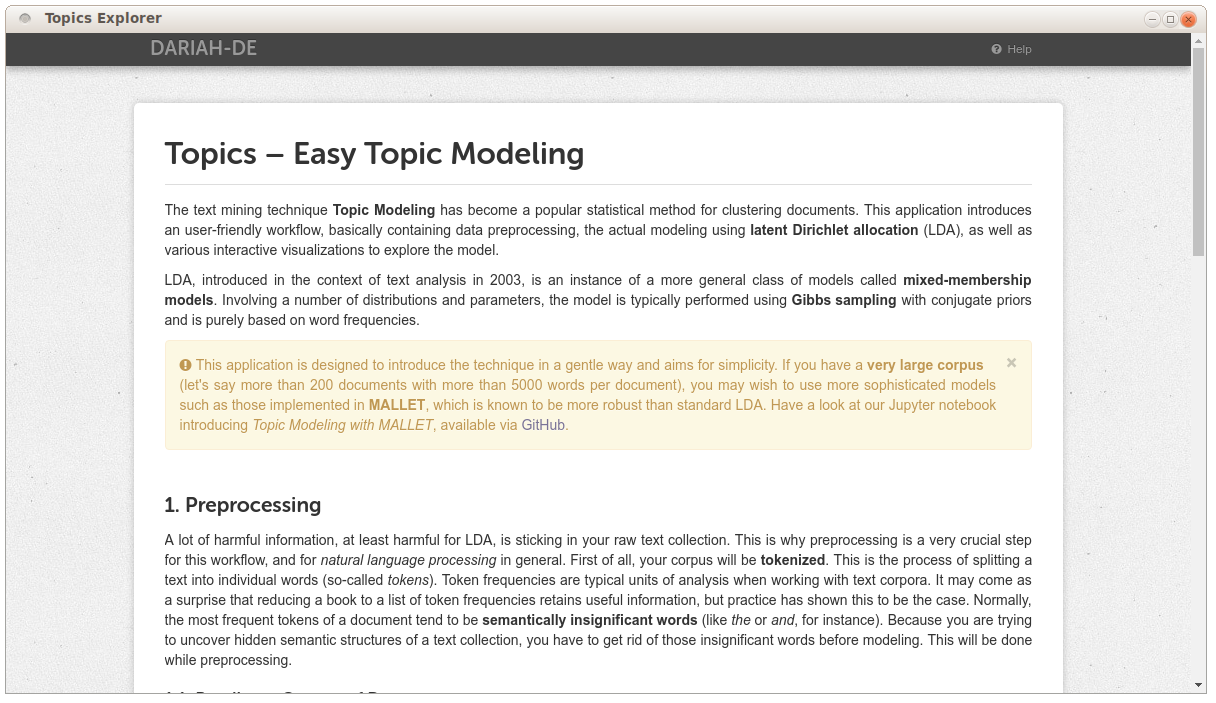 Topics Explorer
DARIAH-DE
Help
Topics – Easy Topic Modeling
The text mining technique Topic Modeling has become a popular statistical method for clustering documents. This application introduces
an user-friendly workflow, basically containing data preprocessing, the actual modeling using latent Dirichlet allocation (LDA), as well as
various interactive visualizations to explore the model.
LDA, introduced in the context of text analysis in 2003, is an instance of a more general class of models called mixed-membership
models. Involving a number of distributions and parameters, the model is typically performed using Gibbs sampling with conjugate priors
and is purely based on word frequencies.
This application is designed to introduce the technique in a gentle way and aims for simplicity. If you have a very large corpus
(let's say more than 200 documents with more than 5000 words per document), you may wish to use more sophisticated models
such as those implemented in MALLET, which is known to be more robust than standard LDA. Have a look at our Jupyter notebook
introducing Topic Modeling with MALLET, available via GitHub.
1. Preprocessing
A lot of harmful information, at least harmful for LDA, is sticking in your raw text collection. This is why preprocessing is a very crucial step
for this workflow, and for natural language processing in general. First of all, your corpus will be tokenized. This is the process of splitting a
text into individual words (so-called tokens). Token frequencies are typical units of analysis when working with text corpora. It may come as
a surprise that reducing a book to a list of token frequencies retains useful information, but practice has shown this to be the case. Normally,
the most frequent tokens of a document tend to be semantically insignificant words (like the or and, for instance). Because you are trying
to uncover hidden semantic structures of a text collection, you have to get rid of those insignificant words before modeling. This will be done
while preprocessing.